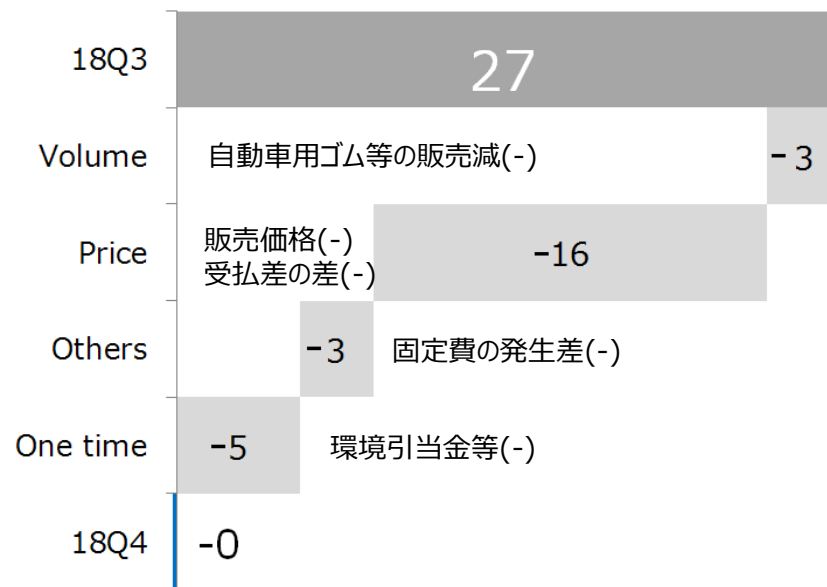 18Q3
27
Volume
自動車用ゴム等の販売減(-)
-3
Price
販売価格(-)
受払差の差(-)
-16
Others
-3
固定費の発生差(-)
One time
-5
環境引当金等(-)
18Q4
-0